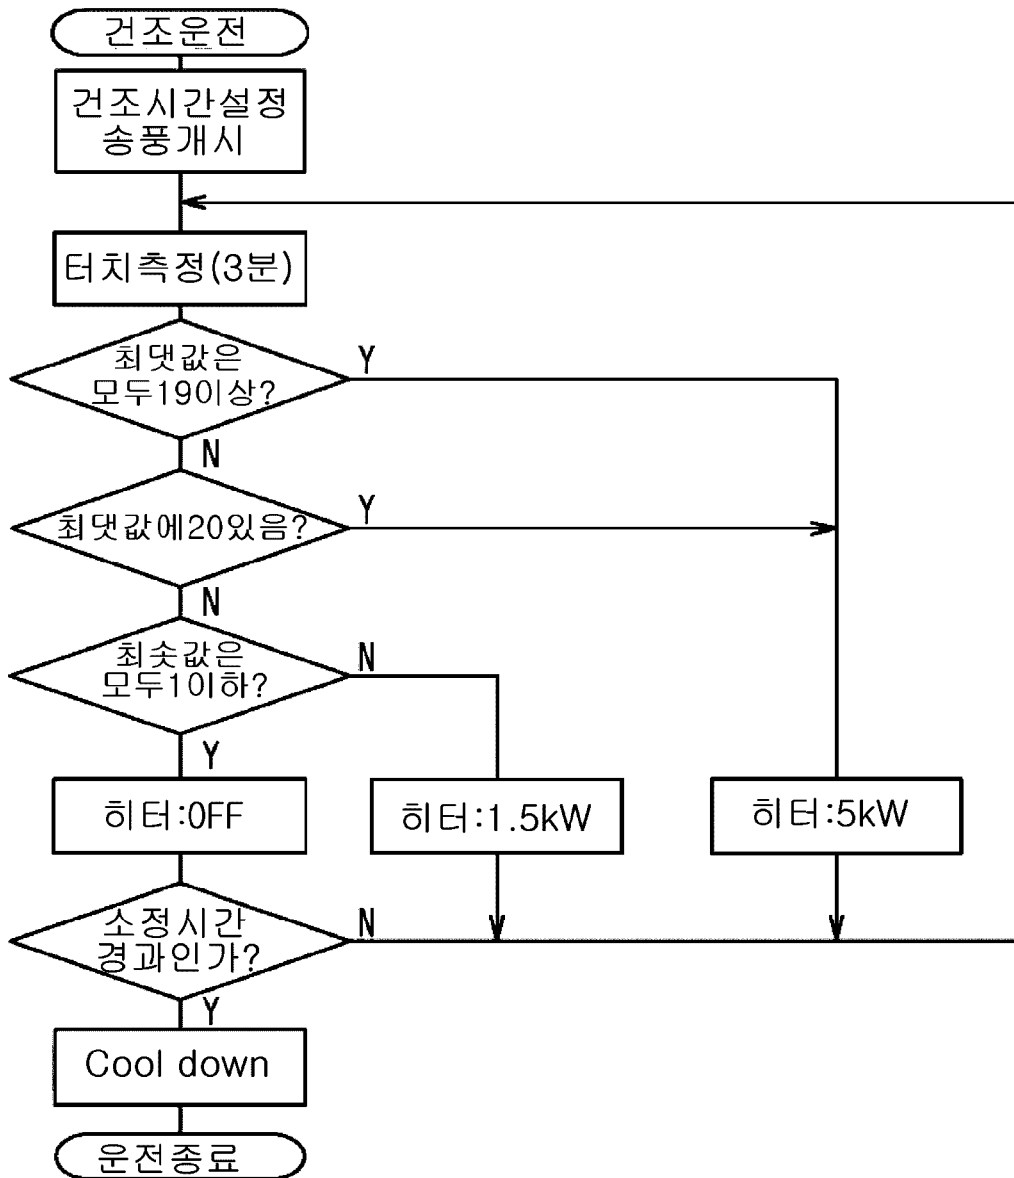 건조운전
건조시간설정
송풍개시
터치측정(3분)
최댓값은
모두19이상?
Y
N
최댓값에20있음?
Y
N
최솟값은
모두1이하?
N
Y
히터:OFF
히터:1.5kW
히터:5kW
소정시간
경과인가?
N
Y
Cool down
운전종료